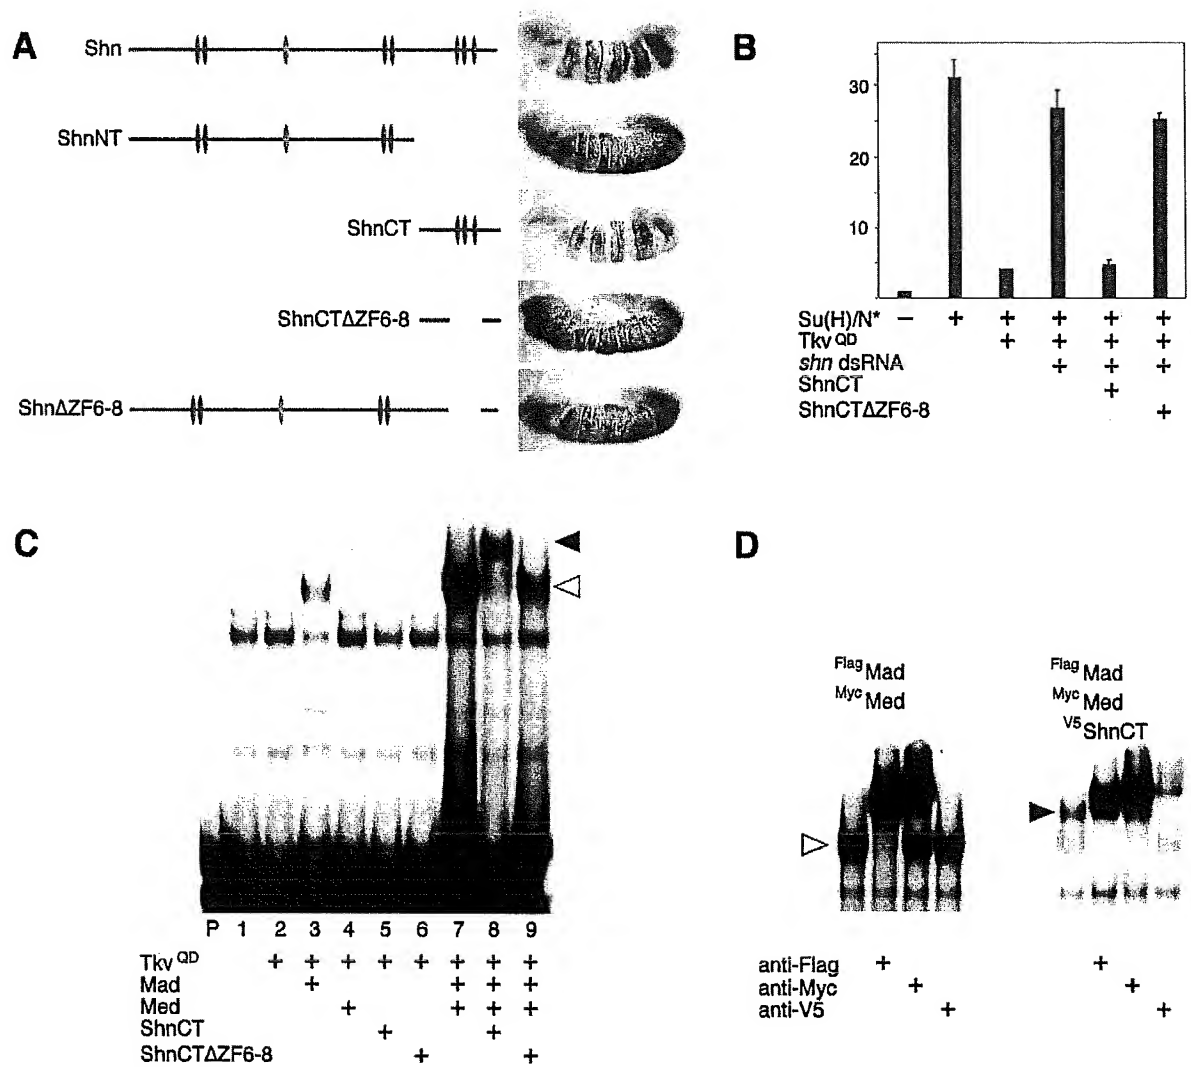 A
Shn
ShnNT
ShnCT
ShnCTΔZF6-8
ShnΔZF6-8
B
30
20
10
Su(H)/N* − + + + + +
Tkv QD + + + +
shn dsRNA + + +
ShnCT +
ShnCTΔZF6-8 +
C
P 1 2 3 4 5 6 7 8 9
Tkv QD + + + + + + + +
Mad + + + +
Med + + + +
ShnCT + +
ShnCTΔZF6-8 + +
D
Flag Mad
Myc Med
Flag Mad
Myc Med
V5 ShnCT
anti-Flag + +
anti-Myc + +
anti-V5 + +